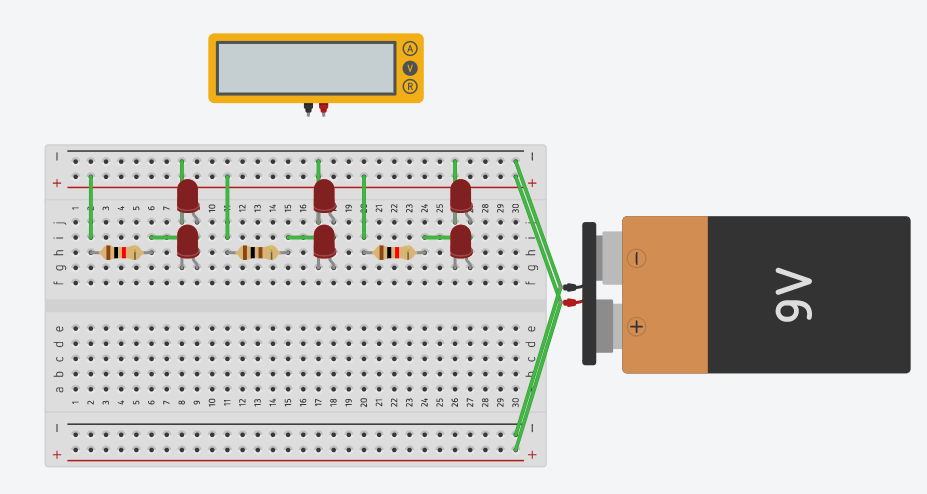 A
V
R
− −
+ +
1 2 3 4 5 6 7 8 9 10 11 12 13 14 15 16 17 18 19 20 21 22 23 24 25 26 27 28 29 30
j j
i i
h h
g g
f f
−
+
9V
e e
d d
c c
b b
a a
1 2 3 4 5 6 7 8 9 10 11 12 13 14 15 16 17 18 19 20 21 22 23 24 25 26 27 28 29 30
− −
+ +